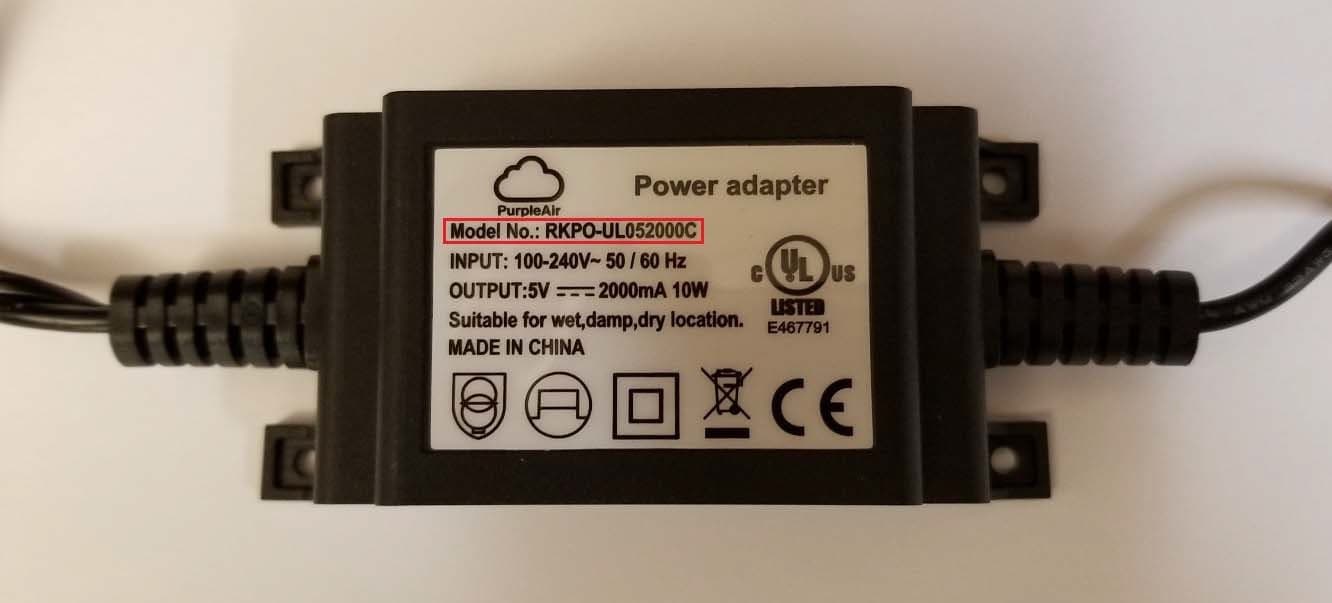 PurpleAir
Power adapter
Model No.: RKPO-UL052000C
INPUT: 100-240V~ 50 / 60 Hz
OUTPUT:5V ⎓ 2000mA 10W
Suitable for wet,damp,dry location.
MADE IN CHINA
C UL US
LISTED
E467791
CE